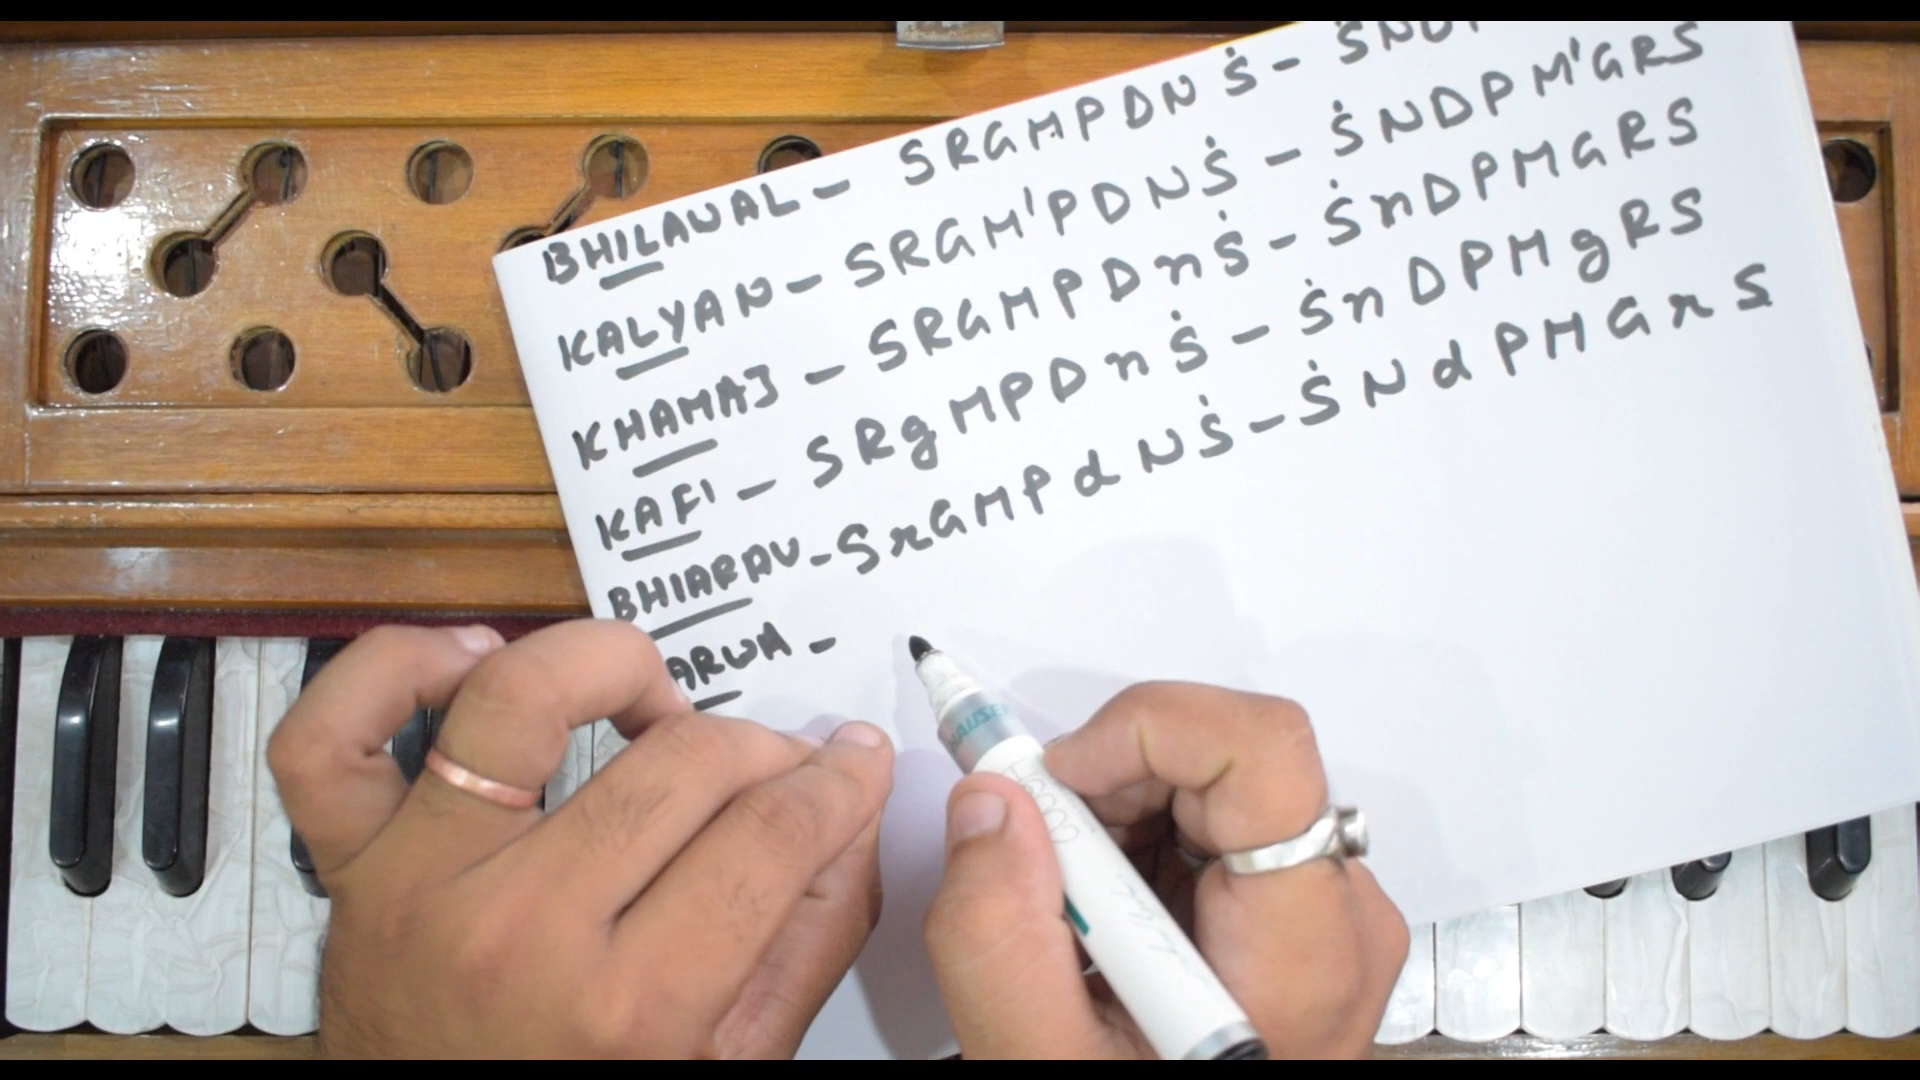 BHILAWAL - SRGMPDNṠ - ṠND
KALYAN - SRGM'PDNṠ - ṠNDPM'GRS
KHAMAJ - SRGMPDnṠ - ṠnDPMGRS
KAFI - SRgMPDnṠ - ṠnDPMgRS
BHIARAV - SrGMPdNṠ - ṠNdPMGrS
ARWA -